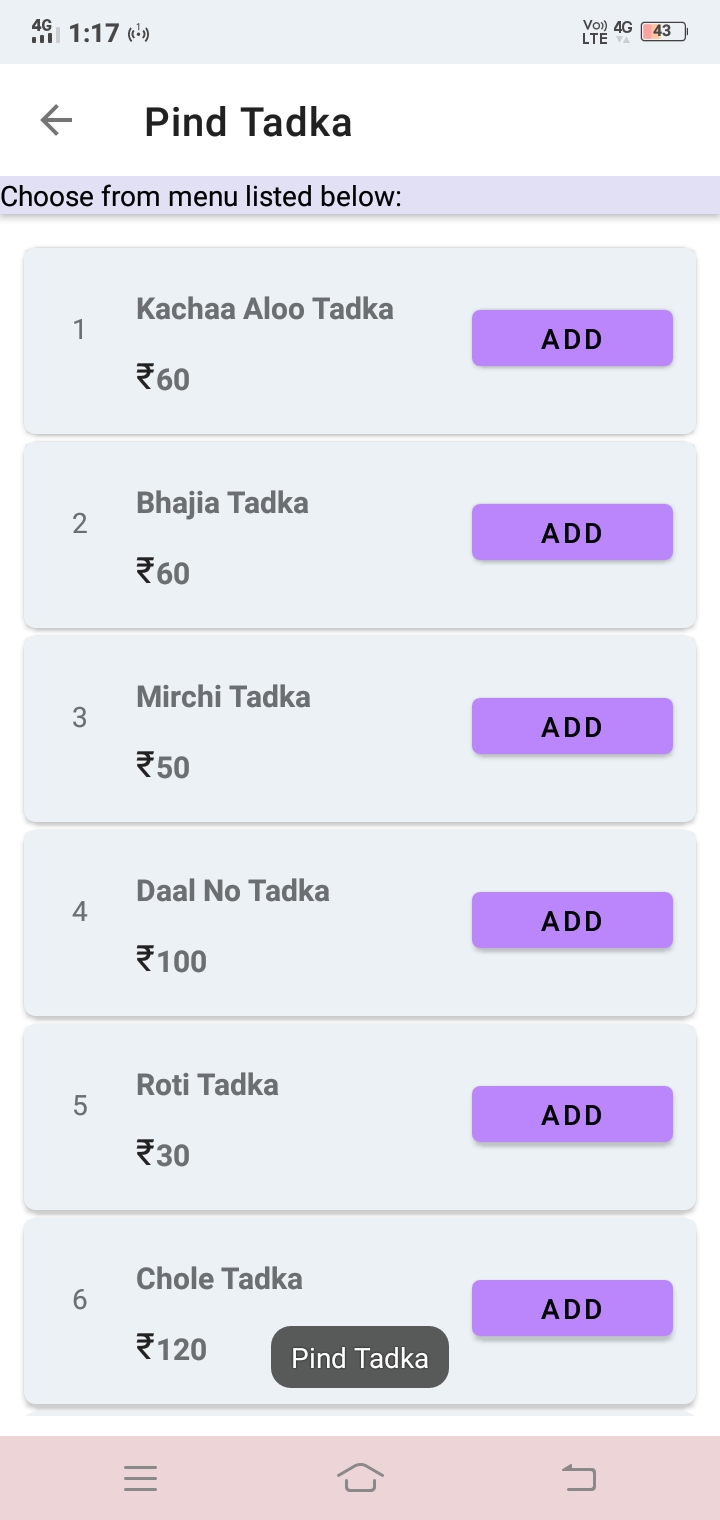 4G 1:17 Vo)) LTE 4G 43
Pind Tadka
Choose from menu listed below:
1 Kachaa Aloo Tadka ADD
₹60
2 Bhajia Tadka ADD
₹60
3 Mirchi Tadka ADD
₹50
4 Daal No Tadka ADD
₹100
5 Roti Tadka ADD
₹30
6 Chole Tadka ADD
₹120
Pind Tadka